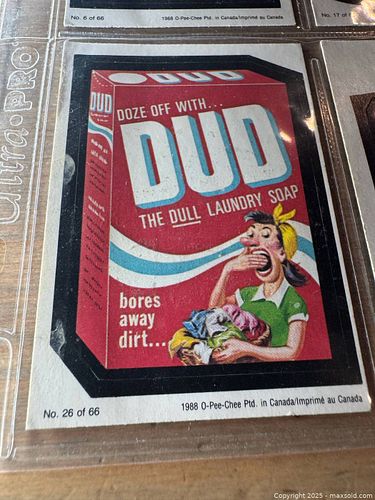 No. 6 of 66
1988 O-Pee-Chee Ptd. in Canada/Imprimé au Canada
No. 17 of
ultra·PRO
DUD
DUD
DOZE OFF WITH...
DUD
THE DULL LAUNDRY SOAP
bores
away
dirt...
No. 26 of 66
1988 O-Pee-Chee Ptd. in Canada/Imprimé au Canada
Copyright 2025 - maxsold.com